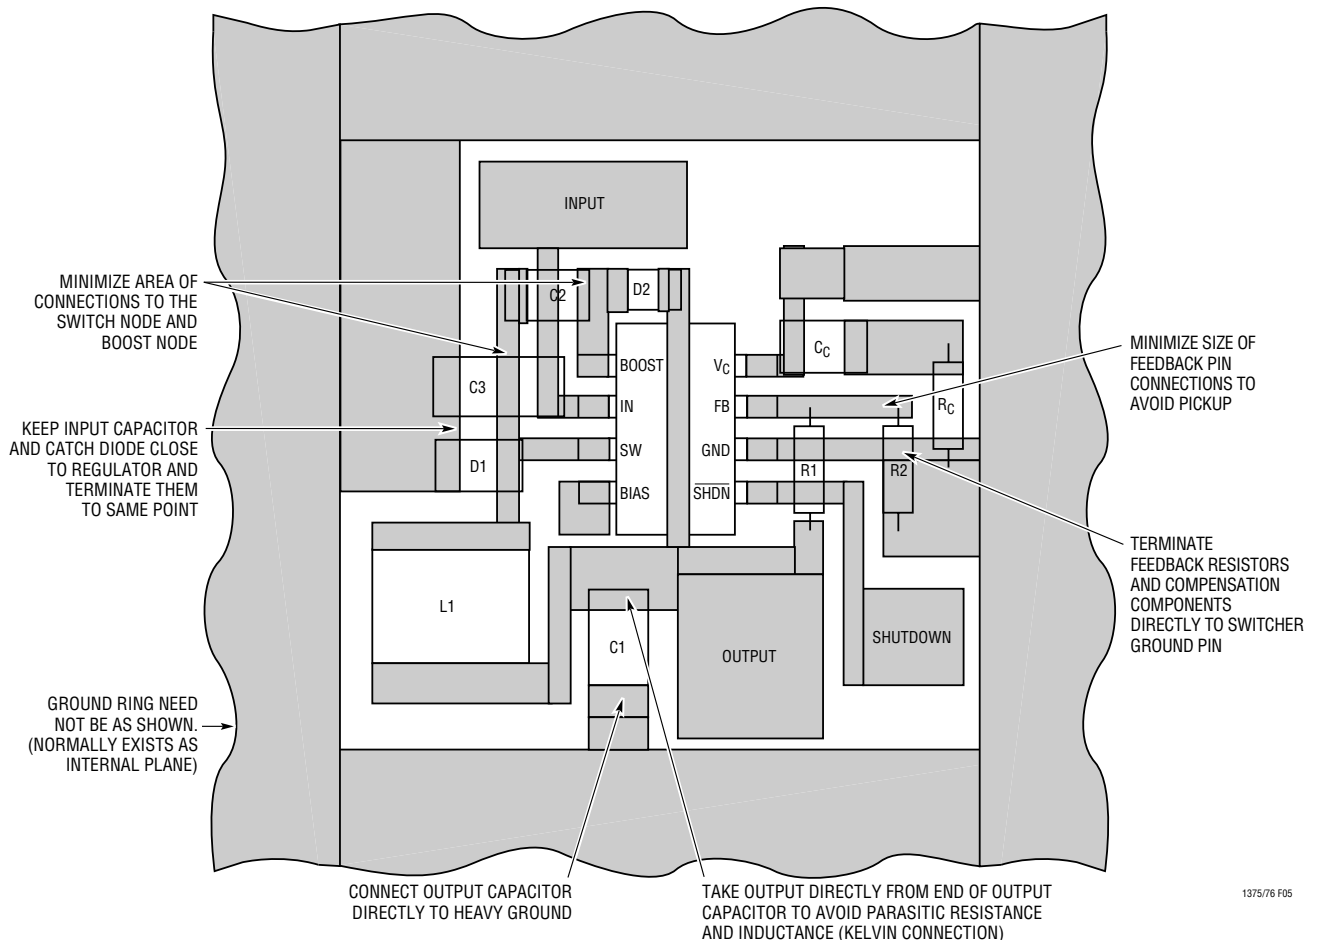 MINIMIZE AREA OF
CONNECTIONS TO THE
SWITCH NODE AND
BOOST NODE
KEEP INPUT CAPACITOR
AND CATCH DIODE CLOSE
TO REGULATOR AND
TERMINATE THEM
TO SAME POINT
GROUND RING NEED
NOT BE AS SHOWN.
(NORMALLY EXISTS AS
INTERNAL PLANE)
INPUT
C2
D2
C3
D1
BOOST
IN
SW
BIAS
VC
FB
GND
SHDN
CC
RC
R1
R2
L1
C1
OUTPUT
SHUTDOWN
MINIMIZE SIZE OF
FEEDBACK PIN
CONNECTIONS TO
AVOID PICKUP
TERMINATE
FEEDBACK RESISTORS
AND COMPENSATION
COMPONENTS
DIRECTLY TO SWITCHER
GROUND PIN
CONNECT OUTPUT CAPACITOR
DIRECTLY TO HEAVY GROUND
TAKE OUTPUT DIRECTLY FROM END OF OUTPUT
CAPACITOR TO AVOID PARASITIC RESISTANCE
AND INDUCTANCE (KELVIN CONNECTION)
1375/76 F05